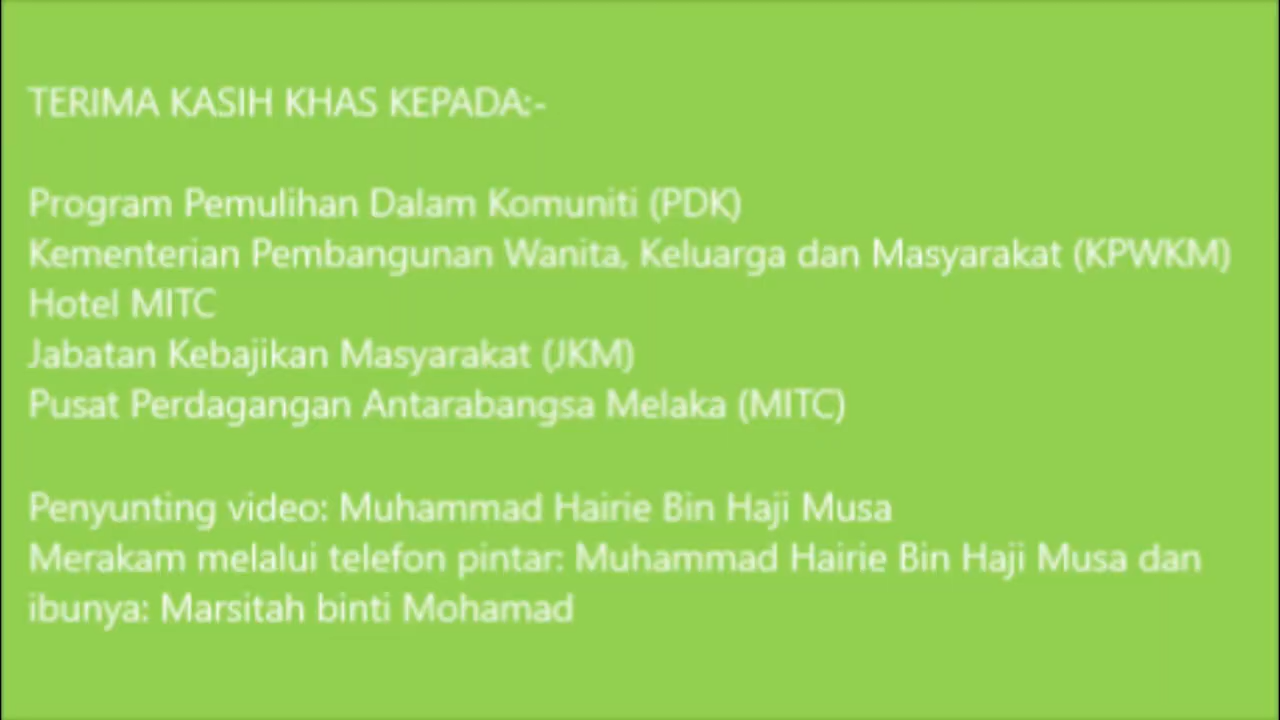 TERIMA KASIH KHAS KEPADA:-
Program Pemulihan Dalam Komuniti (PDK)
Kementerian Pembangunan Wanita, Keluarga dan Masyarakat (KPWKM)
Hotel MITC
Jabatan Kebajikan Masyarakat (JKM)
Pusat Perdagangan Antarabangsa Melaka (MITC)
Penyunting video: Muhammad Hairie Bin Haji Musa
Merakam melalui telefon pintar: Muhammad Hairie Bin Haji Musa dan
ibunya: Marsitah binti Mohamad